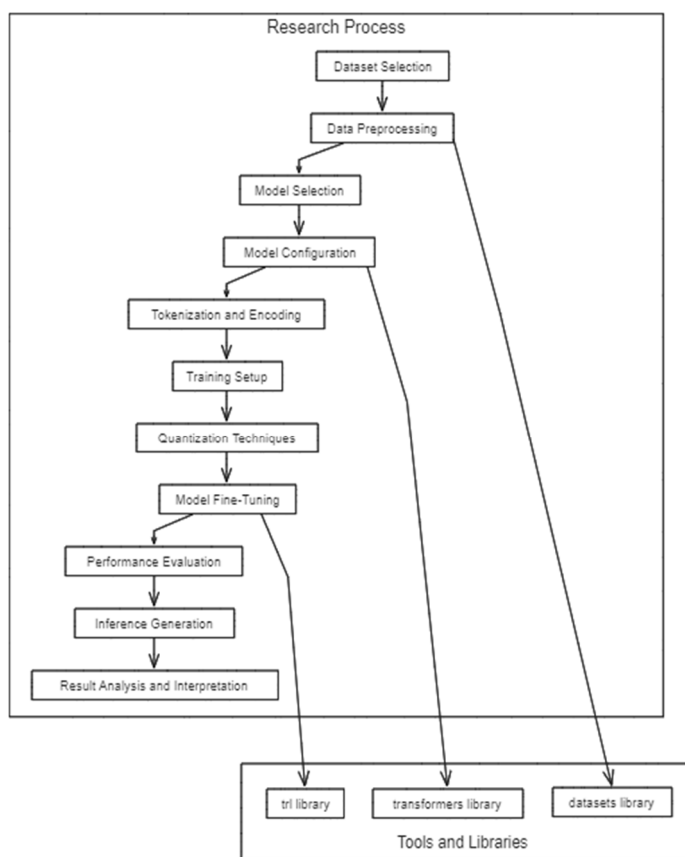 Research Process
Dataset Selection
Data Preprocessing
Model Selection
Model Configuration
Tokenization and Encoding
Training Setup
Quantization Techniques
Model Fine-Tuning
Performance Evaluation
Inference Generation
Result Analysis and Interpretation
trl library
transformers library
datasets library
Tools and Libraries